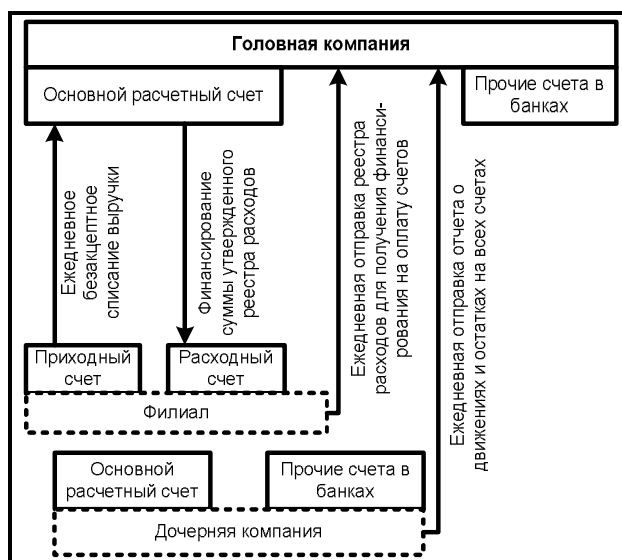 Головная компания
Основной расчетный счет
Прочие счета в
банках
Ежедневное
безакцептное
списание выручки
Финансирование
суммы утвержденного
реестра расходов
Ежедневная отправка реестра
расходов для получения финанси-
рования на оплату счетов
Ежедневная отправка отчета о
движениях и остатках на всех счетах
Приходный
счет
Расходный
счет
Филиал
Основной
расчетный счет
Прочие счета в
банках
Дочерняя компания